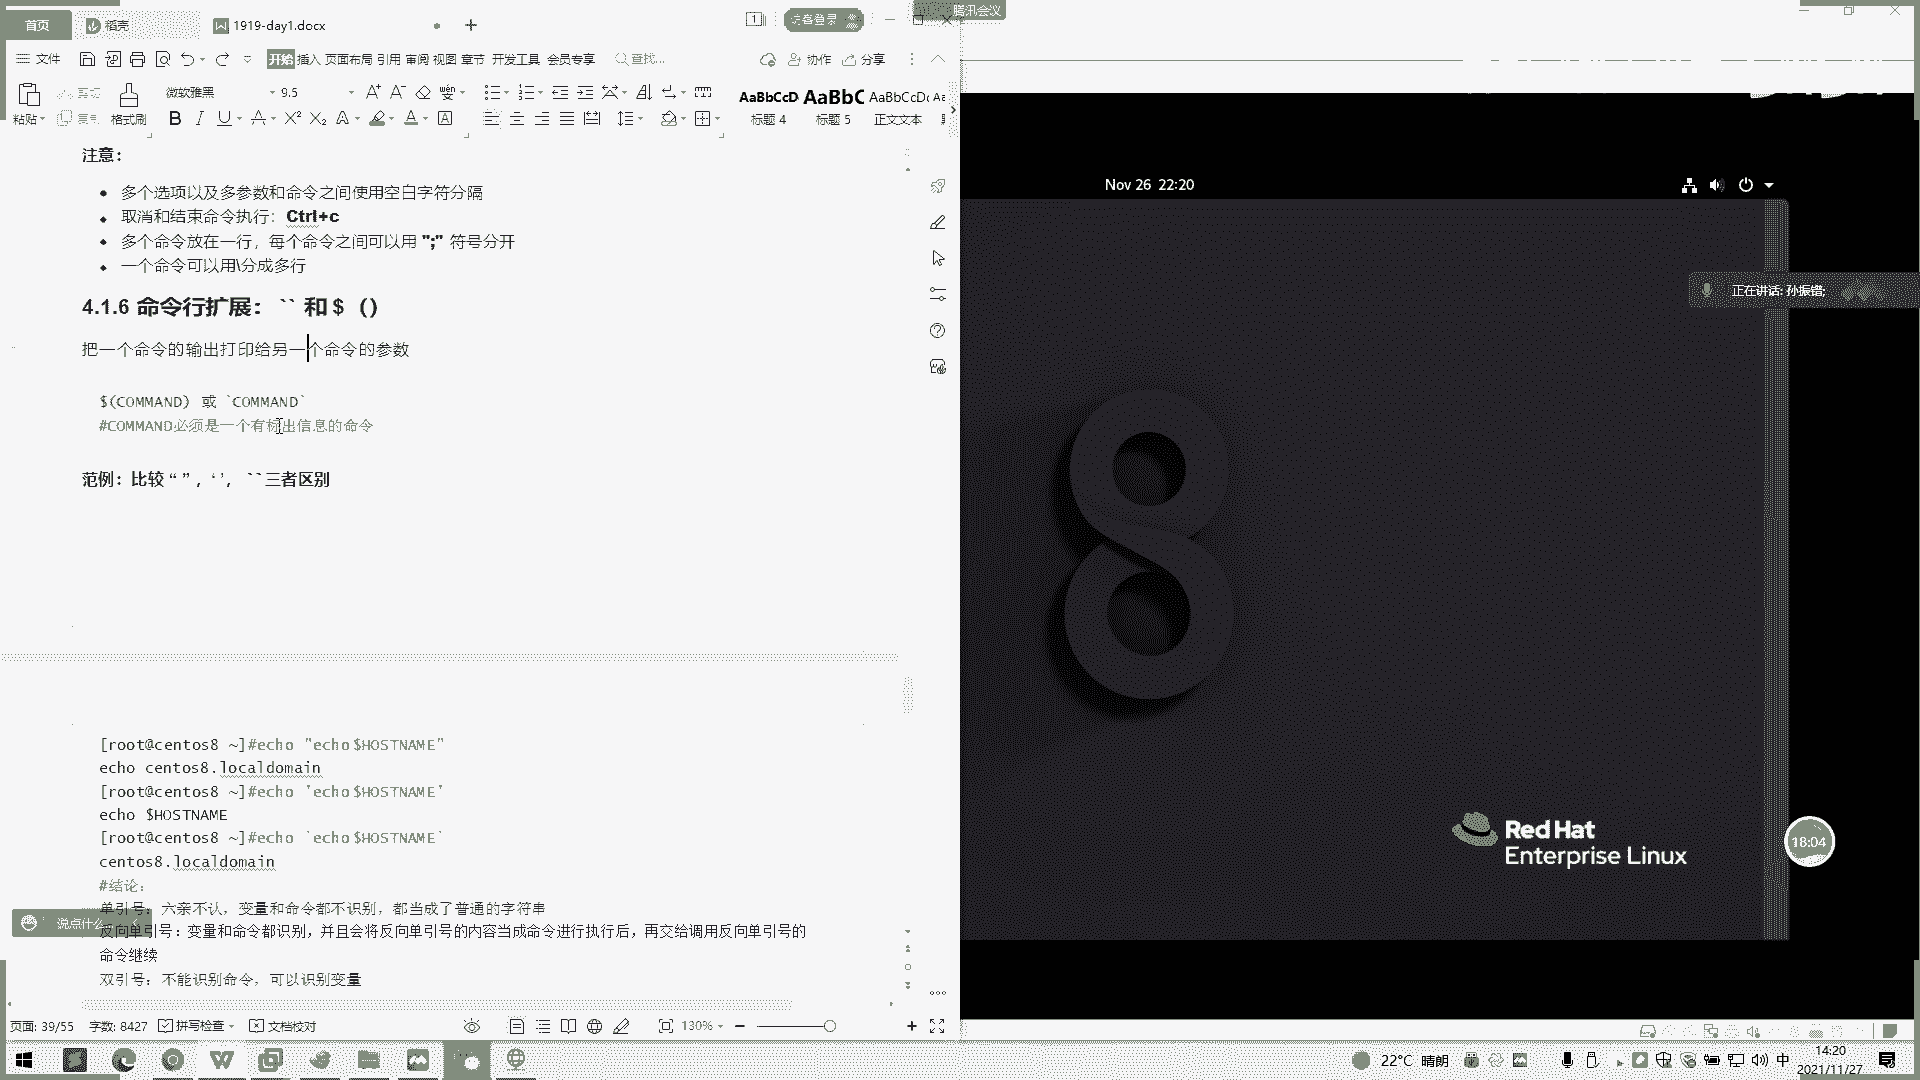 首页
稻壳
1919-day1.docx
访客登录
腾讯会议
文件
开始 插入 页面布局 引用 审阅 视图 章节 开发工具 会员专享
查找...
协作
分享
粘贴
剪切
复制
格式刷
微软雅黑
9.5
AaBbCcD AaBbC AaBbCcD
标题 4
标题 5
正文文本
注意：
多个选项以及多参数和命令之间使用空白字符分隔
取消和结束命令执行：Ctrl+c
多个命令放在一行，每个命令之间可以用 ";" 符号分开
一个命令可以用\分成多行
4.1.6 命令行扩展： `` 和 $（）
把一个命令的输出打印给另一个命令的参数
$(COMMAND) 或 `COMMAND`
#COMMAND必须是一个有标出信息的命令
范例：比较 “ ”，‘ ’， ``三者区别
[root@centos8 ~]#echo "echo $HOSTNAME"
echo centos8.localdomain
[root@centos8 ~]#echo 'echo $HOSTNAME'
echo $HOSTNAME
[root@centos8 ~]#echo `echo $HOSTNAME`
centos8.localdomain
#结论：
单引号：六亲不认，变量和命令都不识别，都当成了普通的字符串
反向单引号：变量和命令都识别，并且会将反向单引号的内容当成命令进行执行后，再交给调用反向单引号的
命令继续
双引号：不能识别命令，可以识别变量
说点什么...
页面: 39/55
字数: 8427
拼写检查
文档校对
130%
Nov 26 22:20
正在讲话: 孙振锴;
8
Red Hat
Enterprise Linux
18:04
22°C 晴朗
中
14:20
2021/11/27